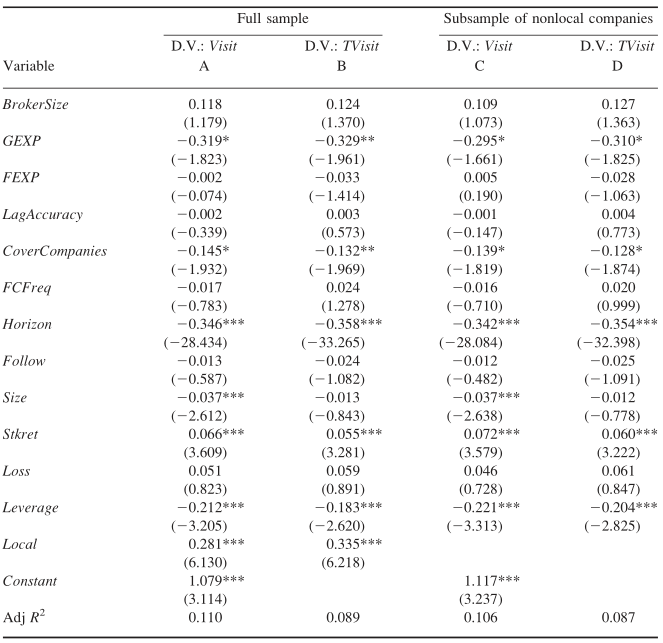 Full sample Subsample of nonlocal companies
D.V.: Visit D.V.: TVisit D.V.: Visit D.V.: TVisit
Variable A B C D
BrokerSize 0.118 0.124 0.109 0.127
(1.179) (1.370) (1.073) (1.363)
GEXP −0.319* −0.329** −0.295* −0.310*
(−1.823) (−1.961) (−1.661) (−1.825)
FEXP −0.002 −0.033 0.005 −0.028
(−0.074) (−1.414) (0.190) (−1.063)
LagAccuracy −0.002 0.003 −0.001 0.004
(−0.339) (0.573) (−0.147) (0.773)
CoverCompanies −0.145* −0.132** −0.139* −0.128*
(−1.932) (−1.969) (−1.819) (−1.874)
FCFreq −0.017 0.024 −0.016 0.020
(−0.783) (1.278) (−0.710) (0.999)
Horizon −0.346*** −0.358*** −0.342*** −0.354***
(−28.434) (−33.265) (−28.084) (−32.398)
Follow −0.013 −0.024 −0.012 −0.025
(−0.587) (−1.082) (−0.482) (−1.091)
Size −0.037*** −0.013 −0.037*** −0.012
(−2.612) (−0.843) (−2.638) (−0.778)
Stkret 0.066*** 0.055*** 0.072*** 0.060***
(3.609) (3.281) (3.579) (3.222)
Loss 0.051 0.059 0.046 0.061
(0.823) (0.891) (0.728) (0.847)
Leverage −0.212*** −0.183*** −0.221*** −0.204***
(−3.205) (−2.620) (−3.313) (−2.825)
Local 0.281*** 0.335***
(6.130) (6.218)
Constant 1.079*** 1.117***
(3.114) (3.237)
Adj R² 0.110 0.089 0.106 0.087